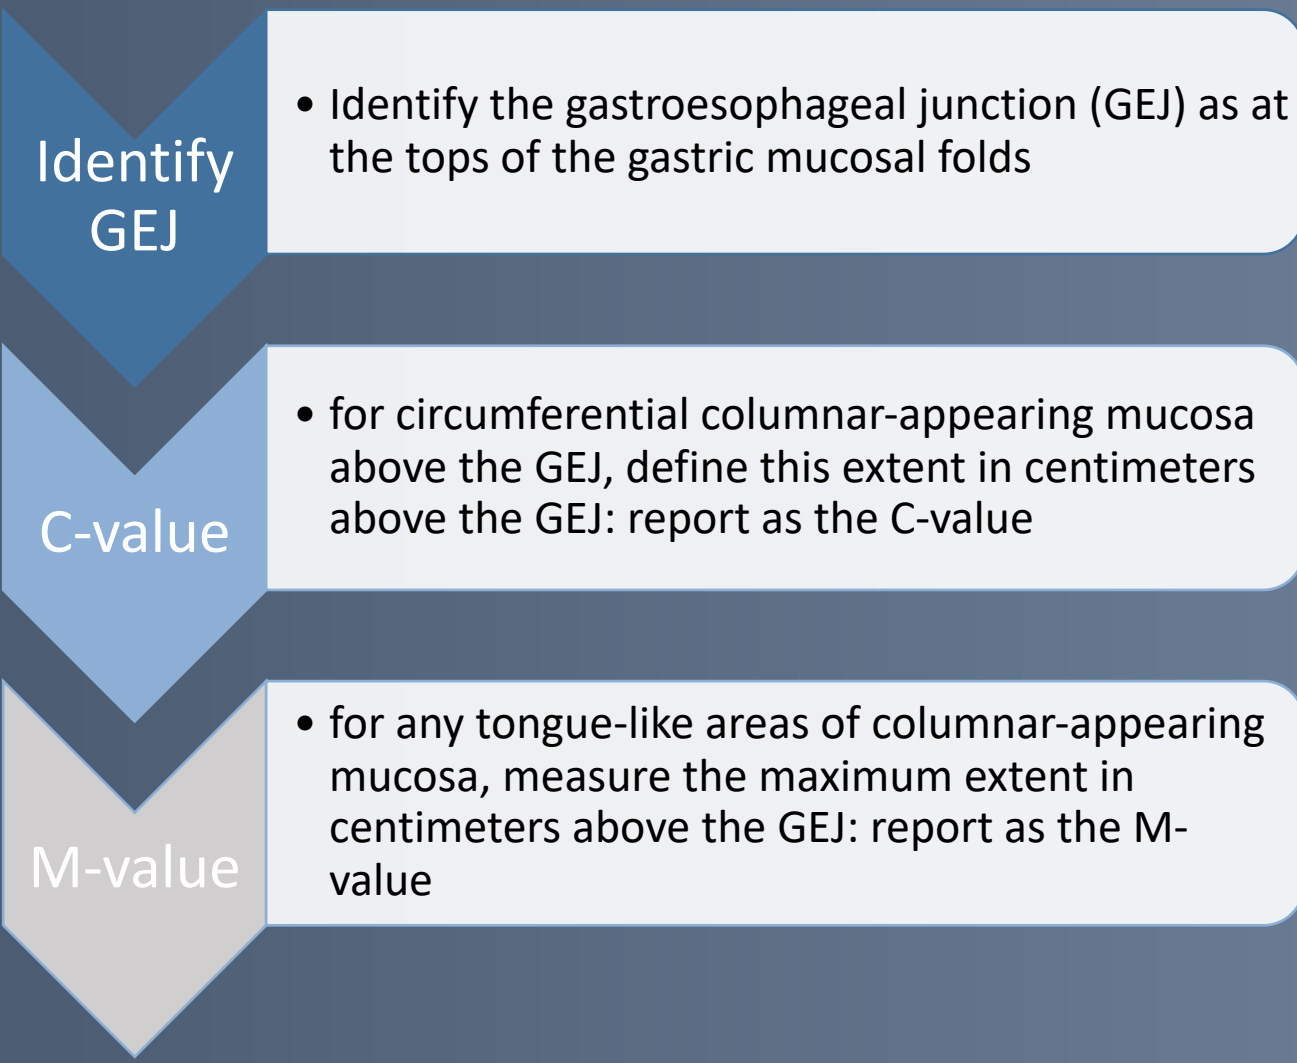 Identify
GEJ
• Identify the gastroesophageal junction (GEJ) as at
the tops of the gastric mucosal folds
C-value
• for circumferential columnar-appearing mucosa
above the GEJ, define this extent in centimeters
above the GEJ: report as the C-value
M-value
• for any tongue-like areas of columnar-appearing
mucosa, measure the maximum extent in
centimeters above the GEJ: report as the M-
value